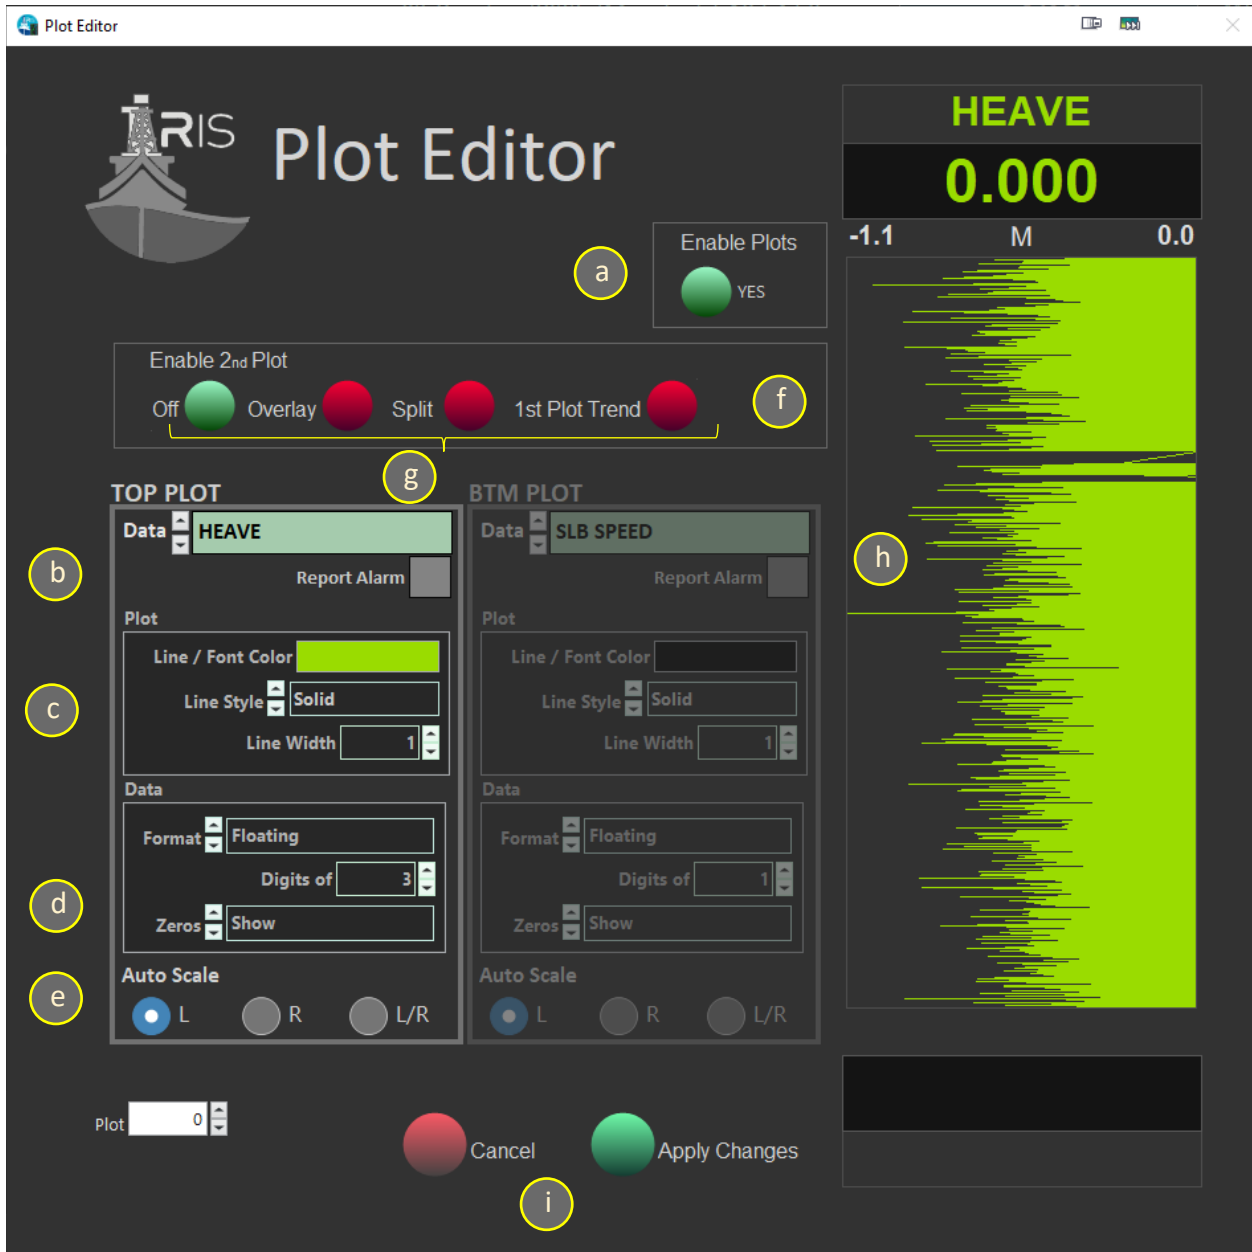 Plot Editor
TRIS
Plot Editor
HEAVE
0.000
-1.1 M 0.0
Enable Plots
a
YES
Enable 2nd Plot
Off Overlay Split 1st Plot Trend
f
g
TOP PLOT
Data HEAVE
Report Alarm
b
Plot
Line / Font Color
Line Style Solid
c
Line Width 1
Data
Format Floating
Digits of 3
d
Zeros Show
Auto Scale
e
L R L/R
BTM PLOT
Data SLB SPEED
Report Alarm
Plot
Line / Font Color
Line Style Solid
Line Width 1
Data
Format Floating
Digits of 1
Zeros Show
Auto Scale
L R L/R
h
Plot 0
Cancel
Apply Changes
i